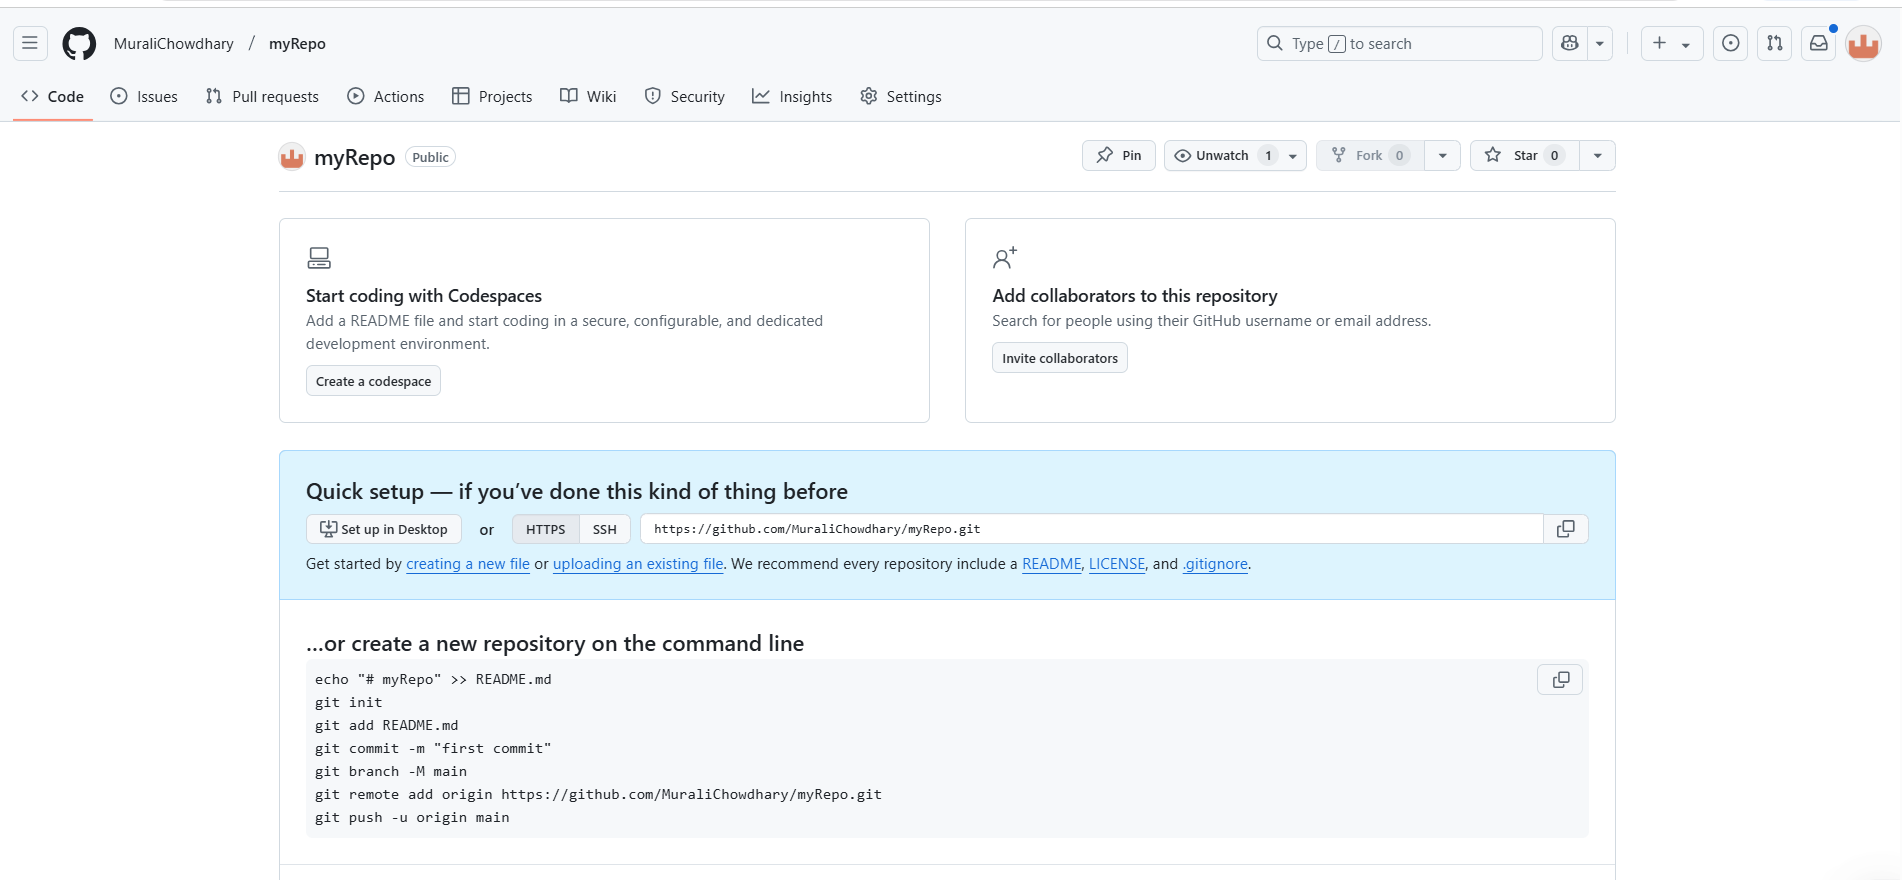 MuraliChowdhary / myRepo
Type / to search
Code Issues Pull requests Actions Projects Wiki Security Insights Settings
myRepo Public
Pin Unwatch 1 Fork 0 Star 0
Start coding with Codespaces
Add a README file and start coding in a secure, configurable, and dedicated
development environment.
Create a codespace
Add collaborators to this repository
Search for people using their GitHub username or email address.
Invite collaborators
Quick setup — if you’ve done this kind of thing before
Set up in Desktop or HTTPS SSH https://github.com/MuraliChowdhary/myRepo.git
Get started by creating a new file or uploading an existing file. We recommend every repository include a README, LICENSE, and .gitignore.
…or create a new repository on the command line
echo "# myRepo" >> README.md
git init
git add README.md
git commit -m "first commit"
git branch -M main
git remote add origin https://github.com/MuraliChowdhary/myRepo.git
git push -u origin main